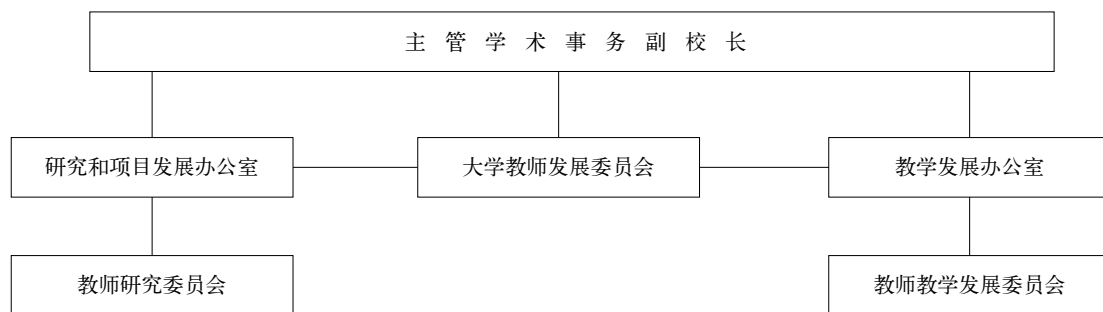 主管学术事务副校长
研究和项目发展办公室
大学教师发展委员会
教学发展办公室
教师研究委员会
教师教学发展委员会